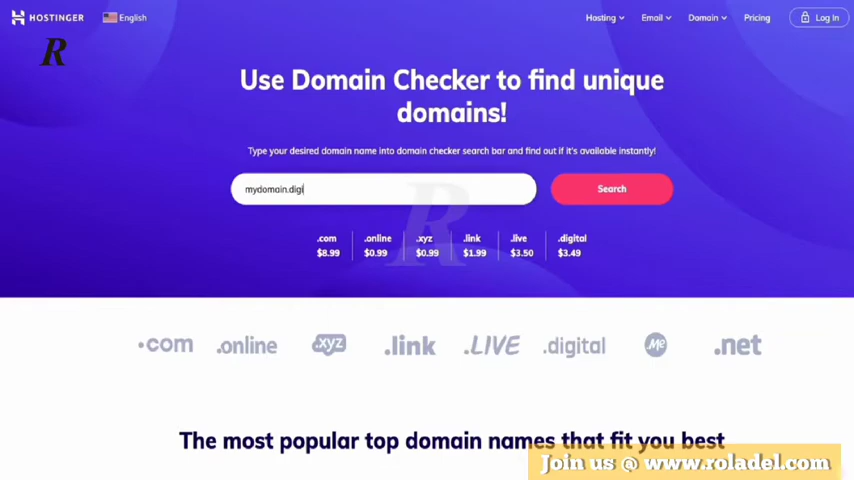 HOSTINGER
English
Hosting
Email
Domain
Pricing
Log In
R
Use Domain Checker to find unique
domains!
Type your desired domain name into domain checker search bar and find out if it's available instantly!
mydomain.digi
Search
R
.com .online .xyz .link .live .digital
$8.99 $0.99 $0.99 $1.99 $3.50 $3.49
.com .online .xyz .link .LIVE .digital Me .net
The most popular top domain names that fit you best
Join us @ www.roladel.com